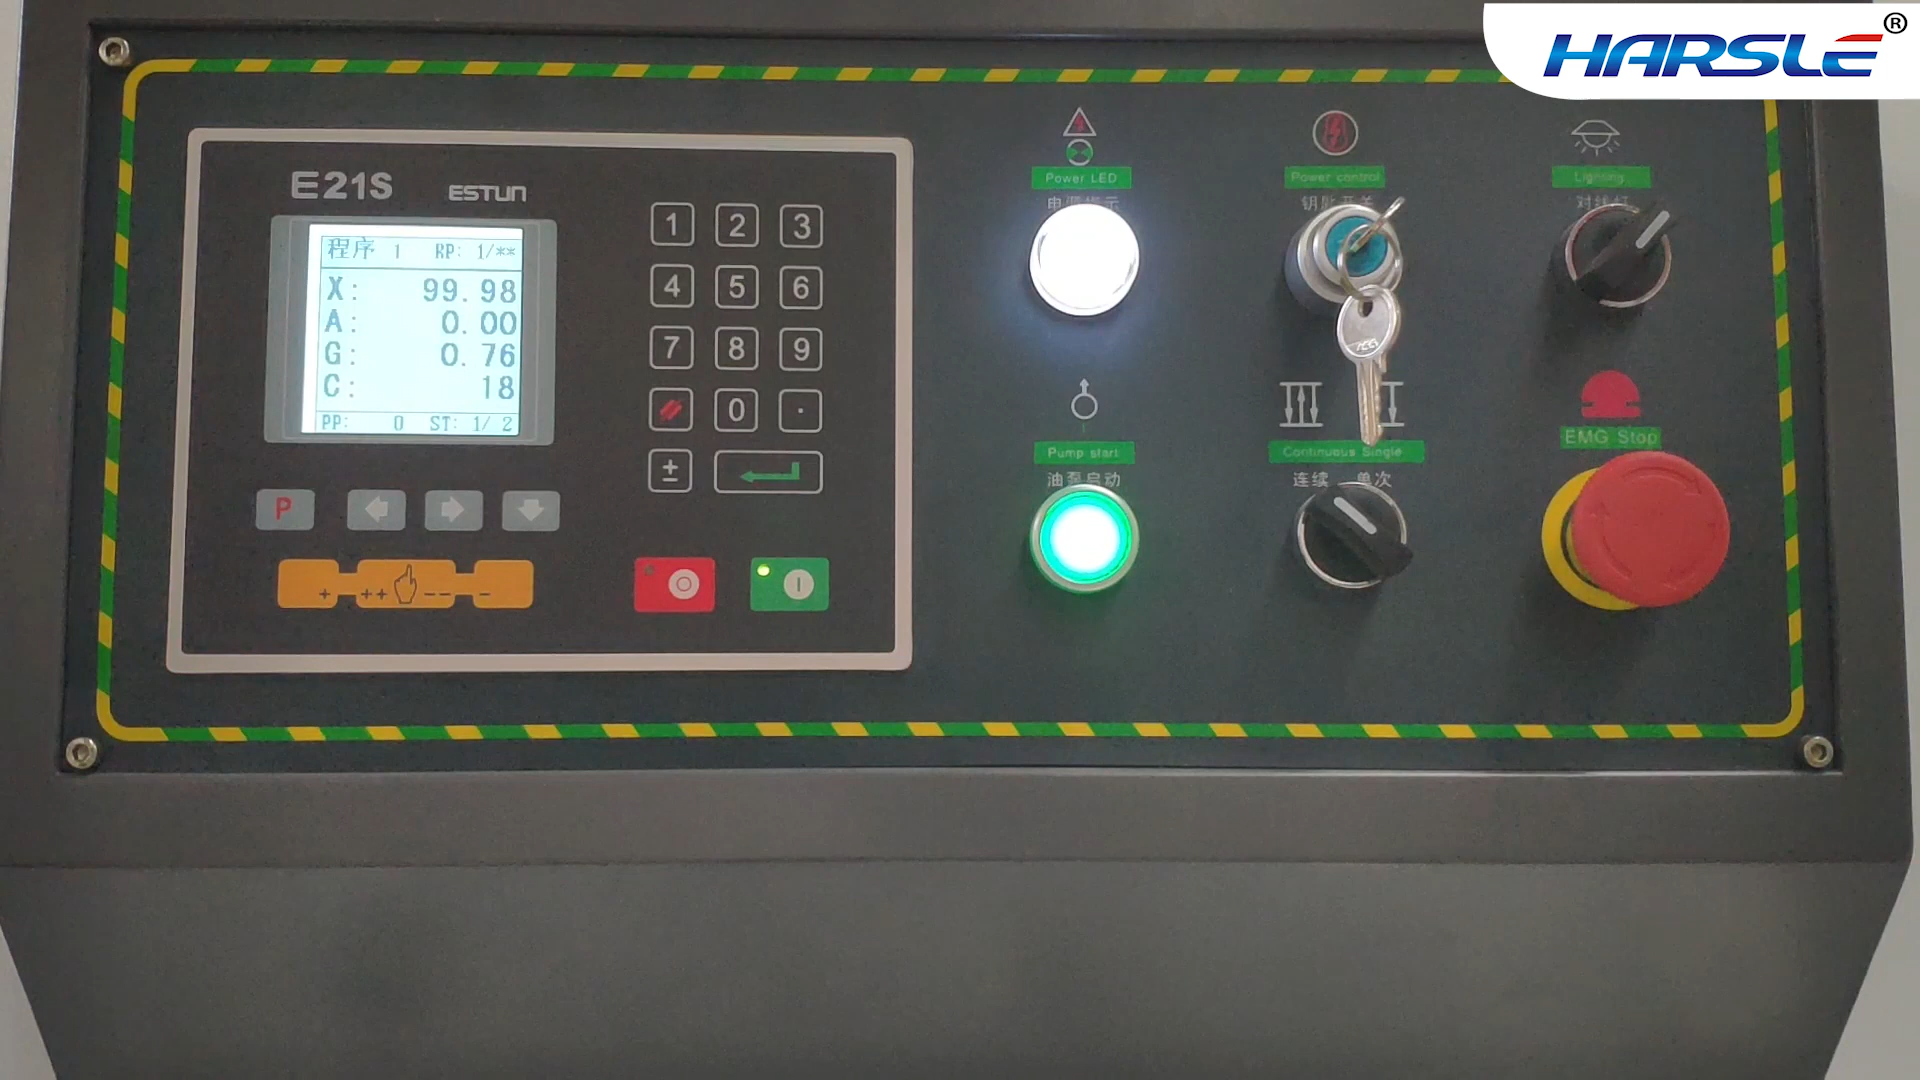 HARSLE®
E21S ESTUN
程序 1 RP: 1/**
X: 99.98
A: 0.00
G: 0.76
C: 18
PP: 0 ST: 1/ 2
1 2 3
4 5 6
7 8 9
0 .
±
P
+ ++ -- -
Power LED
电源指示
Power control
钥匙开关
Lighting
对线灯
Pump start
油泵启动
Continuous Single
连续 单次
EMG Stop